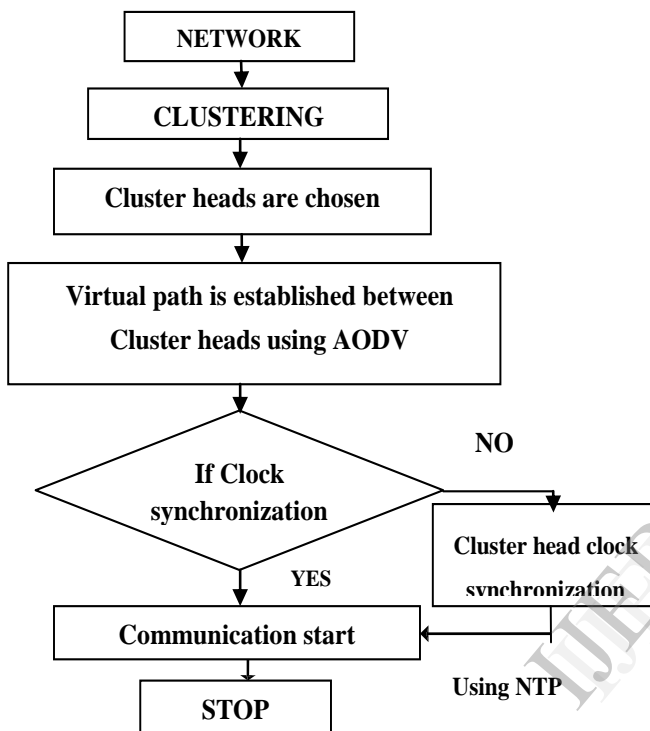 NETWORK
CLUSTERING
Cluster heads are chosen
Virtual path is established between
Cluster heads using AODV
If Clock
synchronization
NO
Cluster head clock
synchronization
YES
Communication start
Using NTP
STOP